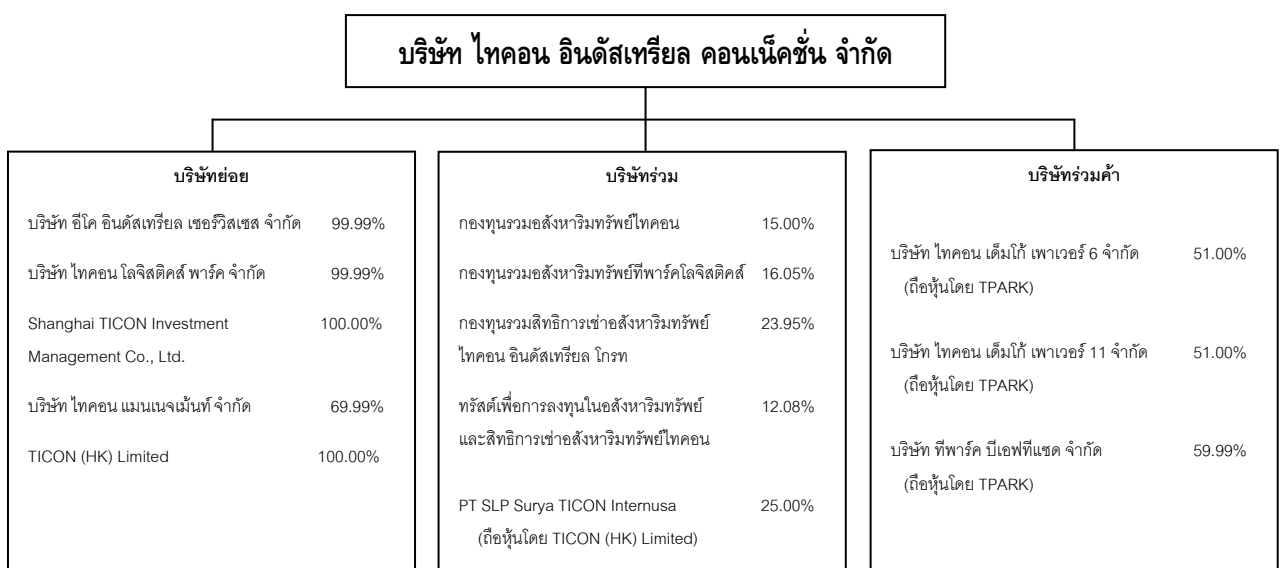 บริษัท ไทคอน อินดัสเทรียล คอนเน็คชั่น จำกัด
บริษัทย่อย
บริษัท อีโค อินดัสเทรียล เซอร์วิสเซส จำกัด 99.99%
บริษัท ไทคอน โลจิสติคส์ พาร์ค จำกัด 99.99%
Shanghai TICON Investment 100.00%
Management Co., Ltd.
บริษัท ไทคอน แมนเนจเม้นท์ จำกัด 69.99%
TICON (HK) Limited 100.00%
บริษัทร่วม
กองทุนรวมอสังหาริมทรัพย์ไทคอน 15.00%
กองทุนรวมอสังหาริมทรัพย์ทีพาร์คโลจิสติคส์ 16.05%
กองทุนรวมสิทธิการเช่าอสังหาริมทรัพย์ 23.95%
ไทคอน อินดัสเทรียล โกรท
ทรัสต์เพื่อการลงทุนในอสังหาริมทรัพย์ 12.08%
และสิทธิการเช่าอสังหาริมทรัพย์ไทคอน
PT SLP Surya TICON Internusa 25.00%
(ถือหุ้นโดย TICON (HK) Limited)
บริษัทร่วมค้า
บริษัท ไทคอน เด็มโก้ เพาเวอร์ 6 จำกัด 51.00%
(ถือหุ้นโดย TPARK)
บริษัท ไทคอน เด็มโก้ เพาเวอร์ 11 จำกัด 51.00%
(ถือหุ้นโดย TPARK)
บริษัท ทีพาร์ค บีเอฟทีแซด จำกัด 59.99%
(ถือหุ้นโดย TPARK)